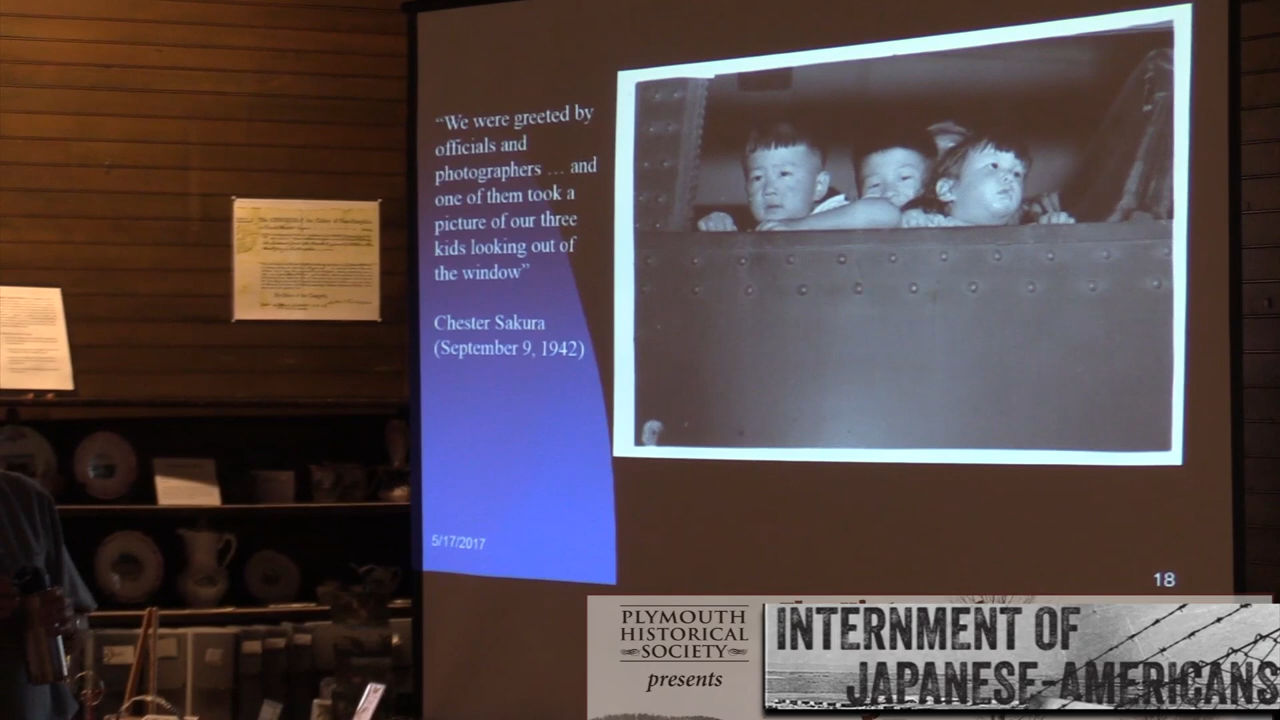 “We were greeted by
officials and
photographers … and
one of them took a
picture of our three
kids looking out of
the window”
Chester Sakura
(September 9, 1942)
5/17/2017
18
PLYMOUTH
HISTORICAL
SOCIETY
presents
INTERNMENT OF
JAPANESE-AMERICANS